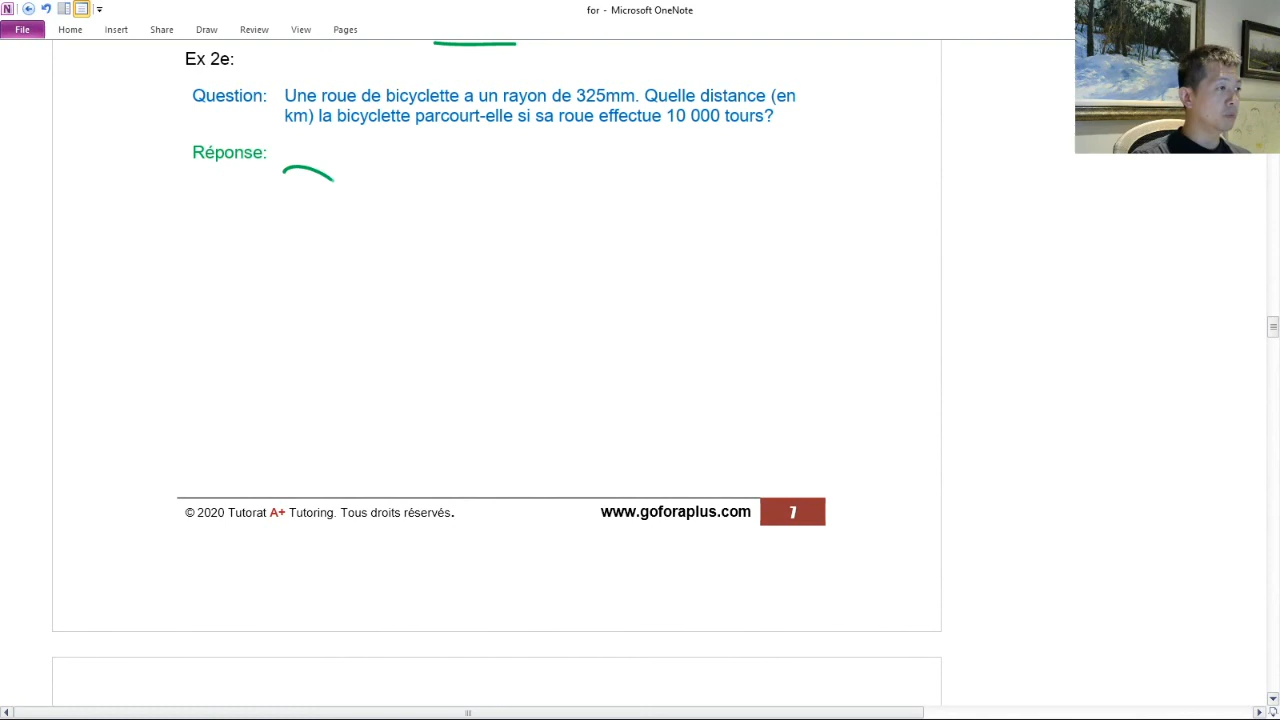 for - Microsoft OneNote
File Home Insert Share Draw Review View Pages
Ex 2e:
Question: Une roue de bicyclette a un rayon de 325mm. Quelle distance (en
km) la bicyclette parcourt-elle si sa roue effectue 10 000 tours?
Réponse:
© 2020 Tutorat A+ Tutoring. Tous droits réservés. www.goforaplus.com 7